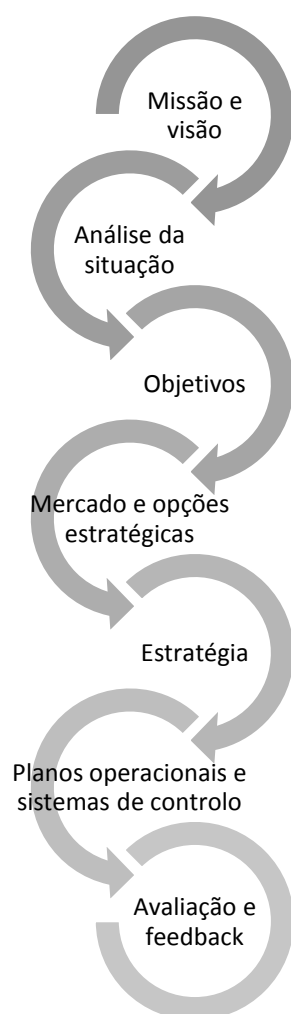 Missão e
visão
Análise da
situação
Objetivos
Mercado e opções
estratégicas
Estratégia
Planos operacionais e
sistemas de controlo
Avaliação e
feedback